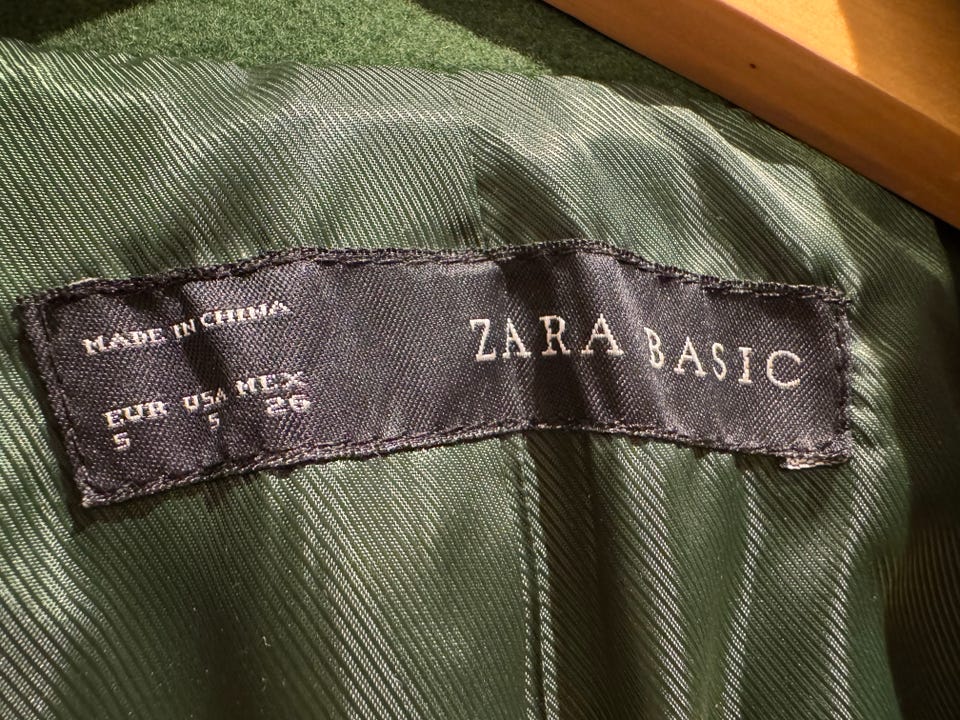 MADE IN CHINA
ZARA BASIC
EUR USA MEX
S S 26